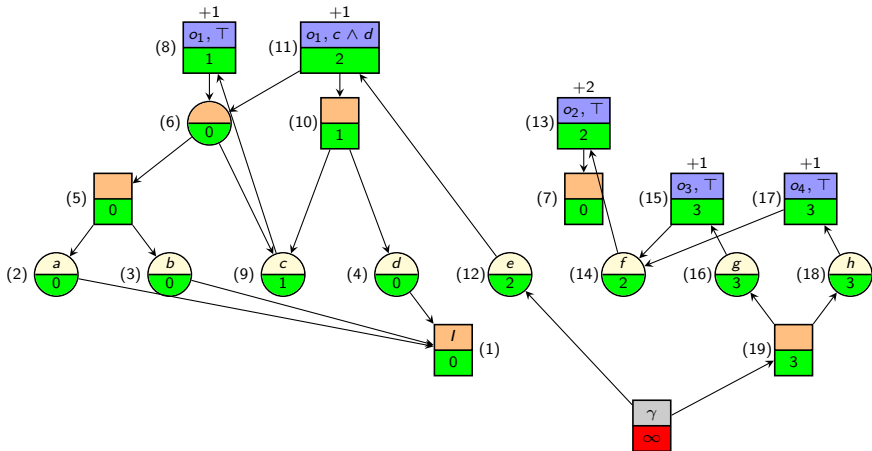 +1
+1
(8)
o₁, ⊤
1
(11)
o₁, c ∧ d
2
+2
(6)
0
(10)
1
(13)
o₂, ⊤
2
+1
+1
(5)
0
(7)
0
(15)
o₃, ⊤
3
(17)
o₄, ⊤
3
(2)
a
0
(3)
b
0
(9)
c
1
(4)
d
0
(12)
e
2
(14)
f
2
(16)
g
3
(18)
h
3
I
0
(1)
(19)
3
γ
∞